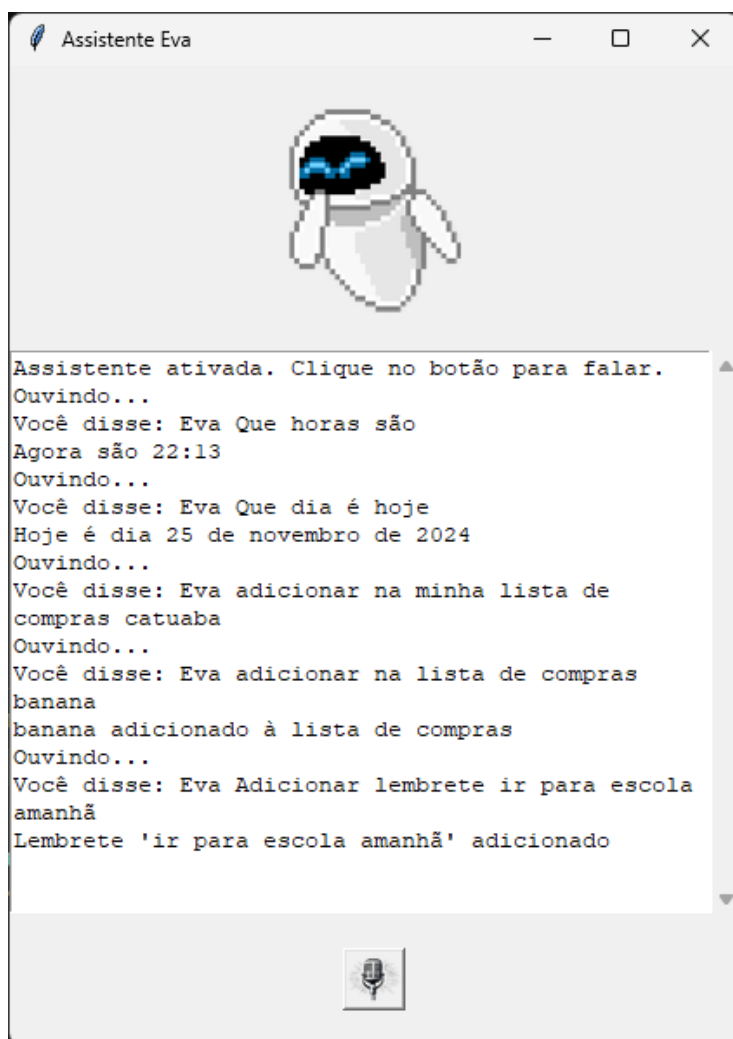 Assistente Eva
Assistente ativada. Clique no botão para falar.
Ouvindo...
Você disse: Eva Que horas são
Agora são 22:13
Ouvindo...
Você disse: Eva Que dia é hoje
Hoje é dia 25 de novembro de 2024
Ouvindo...
Você disse: Eva adicionar na minha lista de
compras catuaba
Ouvindo...
Você disse: Eva adicionar na lista de compras
banana
banana adicionado à lista de compras
Ouvindo...
Você disse: Eva Adicionar lembrete ir para escola
amanhã
Lembrete 'ir para escola amanhã' adicionado